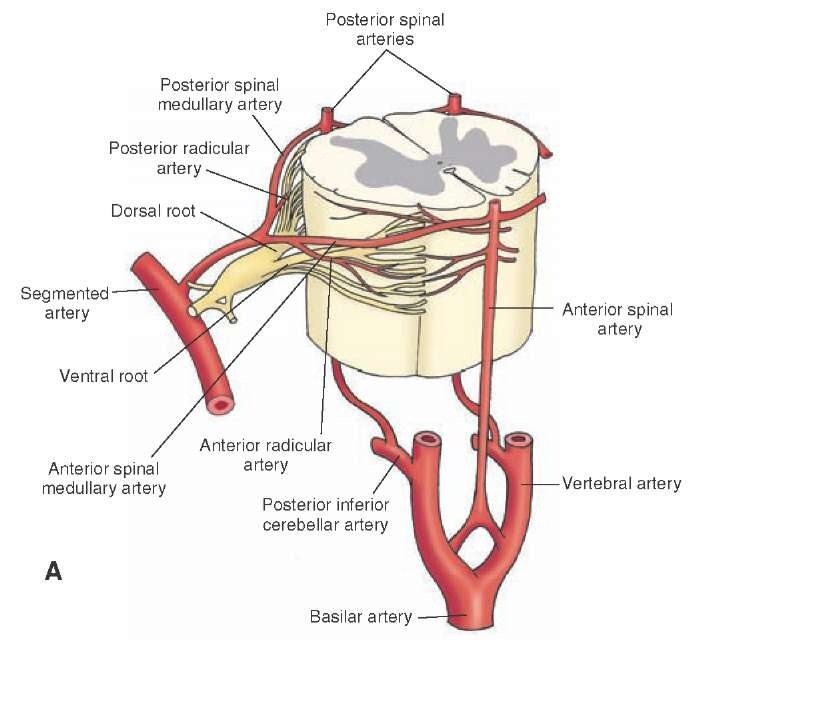 Posterior spinal
arteries
Posterior spinal
medullary artery
Posterior radicular
artery
Dorsal root
Segmented
artery
Anterior spinal
artery
Ventral root
Anterior radicular
artery
Anterior spinal
medullary artery
Vertebral artery
Posterior inferior
cerebellar artery
A
Basilar artery